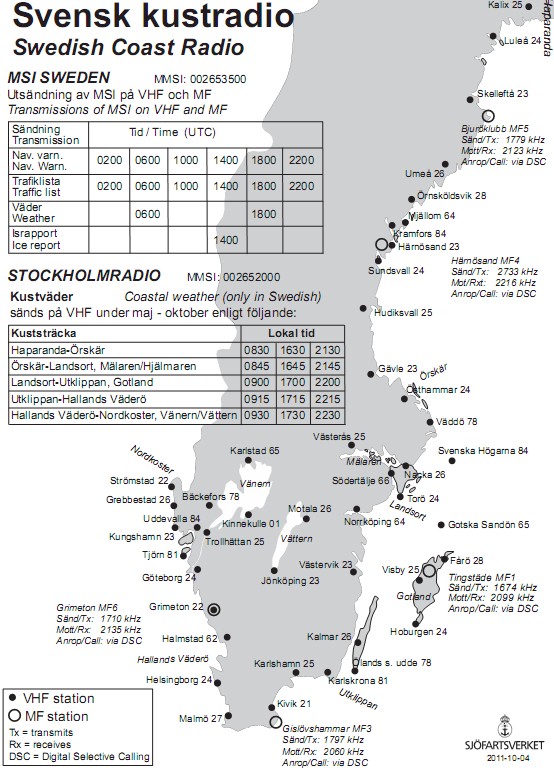 Svensk kustradio
Swedish Coast Radio
MSI SWEDEN MMSI: 002653500
Utsändning av MSI på VHF och MF
Transmissions of MSI on VHF and MF
Sändning
Transmission
Tid / Time (UTC)
Nav. varn.
Nav. Warn.
0200 0600 1000 1400 1800 2200
Trafiklista
Traffic list
0200 0600 1000 1400 1800 2200
Väder
Weather
0600 1800
Israpport
Ice report
1400
STOCKHOLMRADIO MMSI: 002652000
Kustväder Coastal weather (only in Swedish)
sänds på VHF under maj - oktober enligt följande:
Kuststräcka Lokal tid
Haparanda-Örskär 0830 1630 2130
Örskär-Landsort, Mälaren/Hjälmaren 0845 1645 2145
Landsort-Utklippan, Gotland 0900 1700 2200
Utklippan-Hallands Väderö 0915 1715 2215
Hallands Väderö-Nordkoster, Vänern/Vättern 0930 1730 2230
Kalix 25
Haparanda
Luleå 24
Skellefteå 23
Bjuröklubb MF5
Sänd/Tx: 1779 kHz
Mott/Rx: 2123 kHz
Anrop/Call: via DSC
Umeå 26
Örnsköldsvik 28
Mjällom 64
Kramfors 84
Härnösand 23
Sundsvall 24
Härnösand MF4
Sänd/Tx: 2733 kHz
Mott/Rxt: 2216 kHz
Anrop/Call: via DSC
Hudiksvall 25
Gävle 23
Örskär
Östhammar 24
Väddö 78
Västerås 25
Mälaren
Svenska Högarna 84
Södertälje 66
Nacka 26
Torö 24
Landsort
Norrköping 64
Gotska Sandön 65
Nordkoster
Karlstad 65
Strömstad 22
Vänern
Grebbestad 26
Bäckefors 78
Motala 26
Uddevalla 84
Kinnekulle 01
Kungshamn 23
Trollhättan 25
Vättern
Tjörn 81
Göteborg 24
Jönköping 23
Västervik 23
Fårö 28
Visby 25
Tingstäde MF1
Sänd/Tx: 1674 kHz
Mott/Rx: 2099 kHz
Anrop/Call: via DSC
Gotland
Hoburgen 24
Grimeton MF6
Sänd/Tx: 1710 kHz
Mott/Rx: 2135 kHz
Anrop/Call: via DSC
Grimeton 22
Halmstad 62
Kalmar 26
Hallands Väderö
Karlshamn 25
Ölands s. udde 78
Helsingborg 24
Karlskrona 81
Utklippan
Kivik 21
Malmö 27
Gislövshammar MF3
Sänd/Tx: 1797 kHz
Mott/Rx: 2060 kHz
Anrop/Call: via DSC
VHF station
MF station
Tx = transmits
Rx = receives
DSC = Digital Selective Calling
SJÖFARTSVERKET
2011-10-04